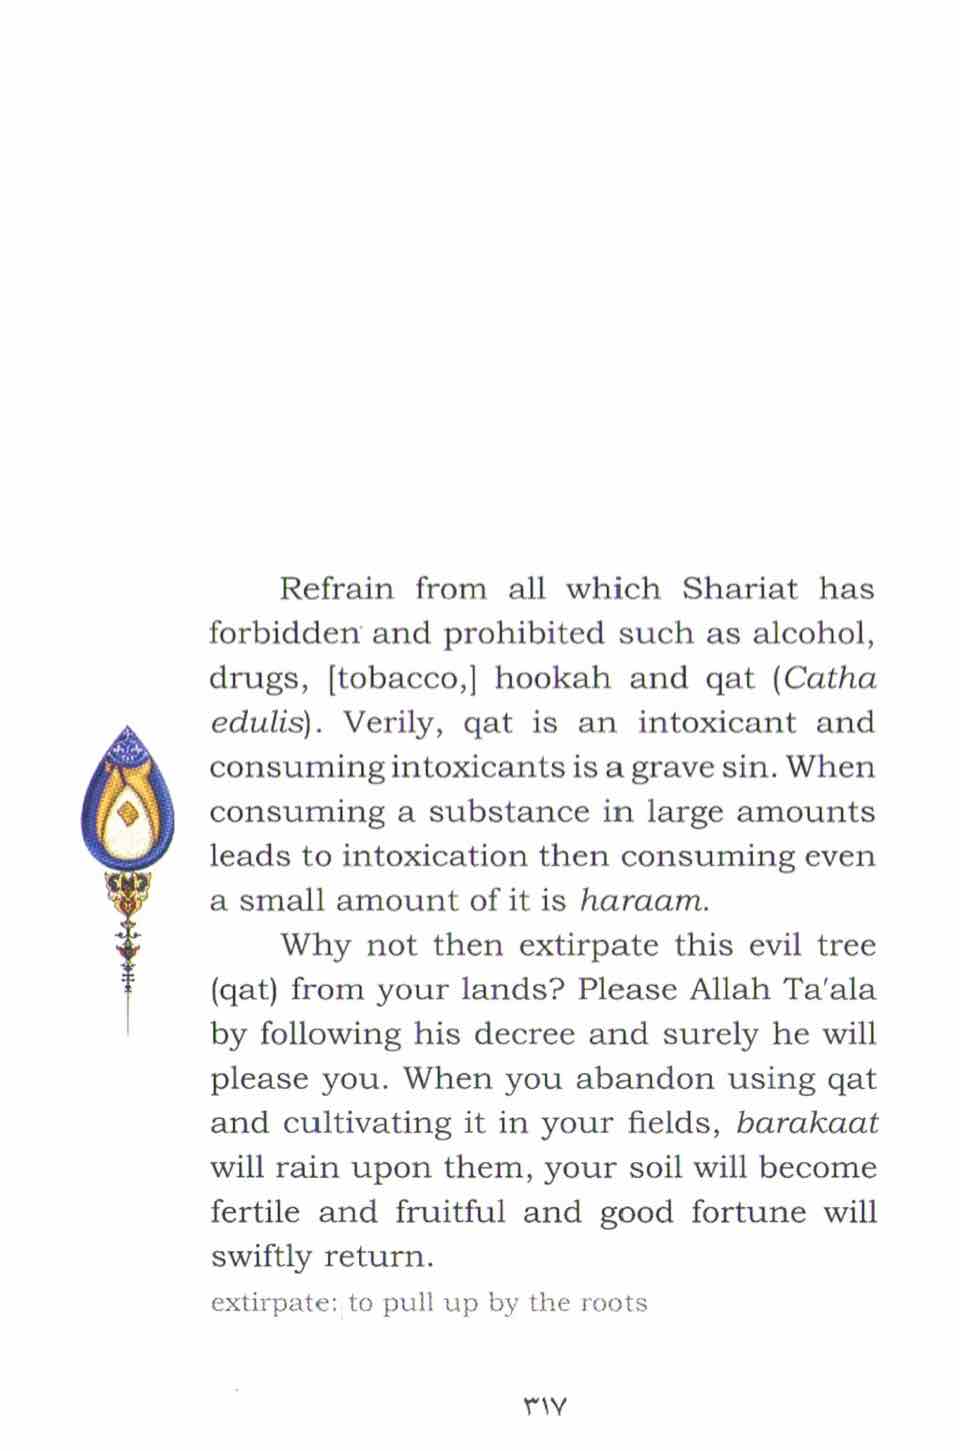 Refrain from all which Shariat has
forbidden and prohibited such as alcohol,
drugs, [tobacco,] hookah and qat (Catha
edulis). Verily, qat is an intoxicant and
consuming intoxicants is a grave sin. When
consuming a substance in large amounts
leads to intoxication then consuming even
a small amount of it is haraam.
Why not then extirpate this evil tree
(qat) from your lands? Please Allah Ta'ala
by following his decree and surely he will
please you. When you abandon using qat
and cultivating it in your fields, barakaat
will rain upon them, your soil will become
fertile and fruitful and good fortune will
swiftly return.
extirpate: to pull up by the roots
٣١٧